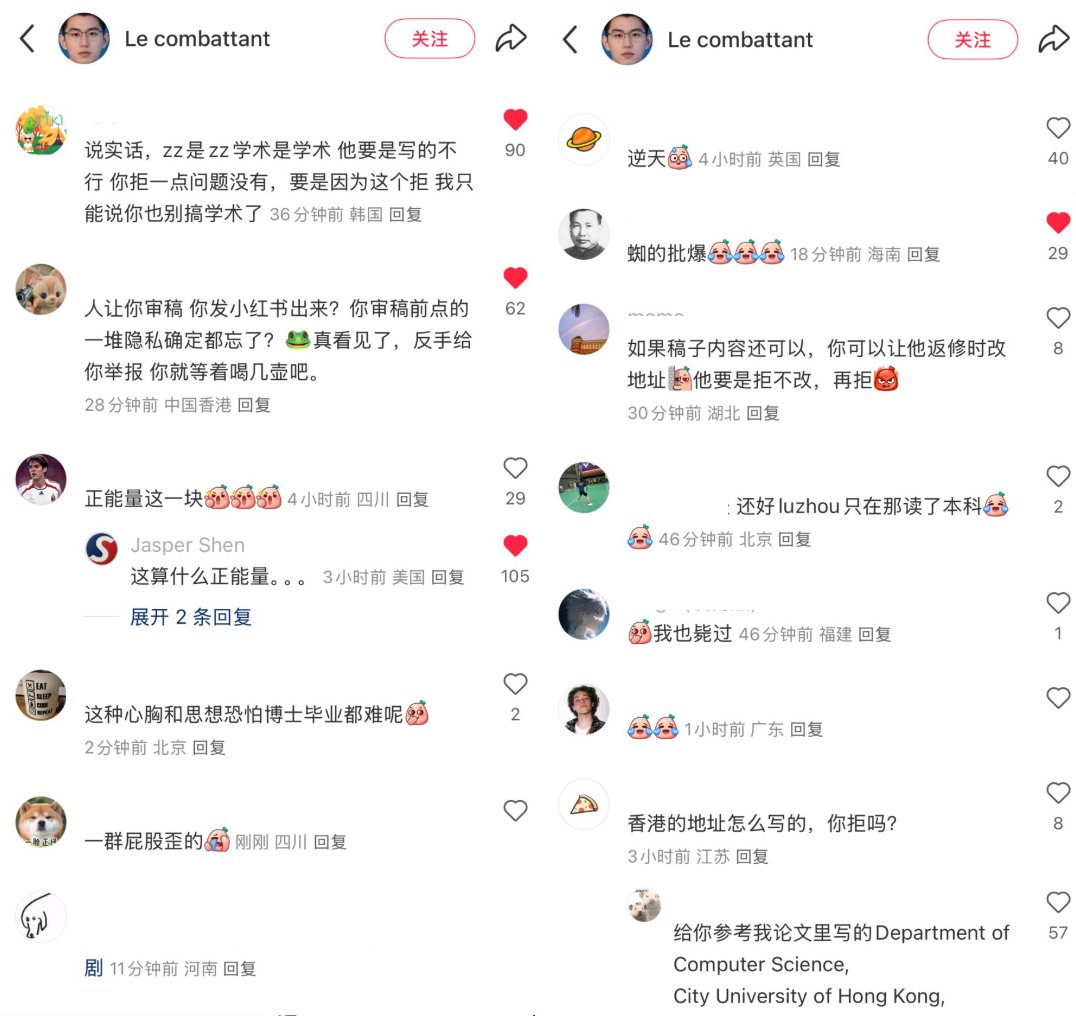 Le combattant
关注
说实话，zz是zz学术是学术 他要是写的不
行 你拒一点问题没有，要是因为这个拒 我只
能说你也别搞学术了 36分钟前 韩国 回复
90
人让你审稿 你发小红书出来？你审稿前点的
一堆隐私确定都忘了？🐸真看见了，反手给
你举报 你就等着喝几壶吧。
28分钟前 中国香港 回复
62
正能量这一块 4小时前 四川 回复
29
Jasper Shen
这算什么正能量。。。 3小时前 美国 回复
105
展开 2 条回复
EAT
SLEEP
CODE
REPEAT
这种心胸和思想恐怕博士毕业都难呢
2分钟前 北京 回复
2
一群屁股歪的 刚刚 四川 回复
剧 11分钟前 河南 回复
Le combattant
关注
逆天 4小时前 英国 回复
40
蜘的批爆 18分钟前 海南 回复
29
如果稿子内容还可以，你可以让他返修时改
地址 他要是拒不改，再拒
30分钟前 湖北 回复
8
还好luzhou只在那读了本科
46分钟前 北京 回复
2
我也毙过 46分钟前 福建 回复
1
1小时前 广东 回复
香港的地址怎么写的，你拒吗？
3小时前 江苏 回复
8
给你参考我论文里写的Department of
Computer Science,
City University of Hong Kong,
57